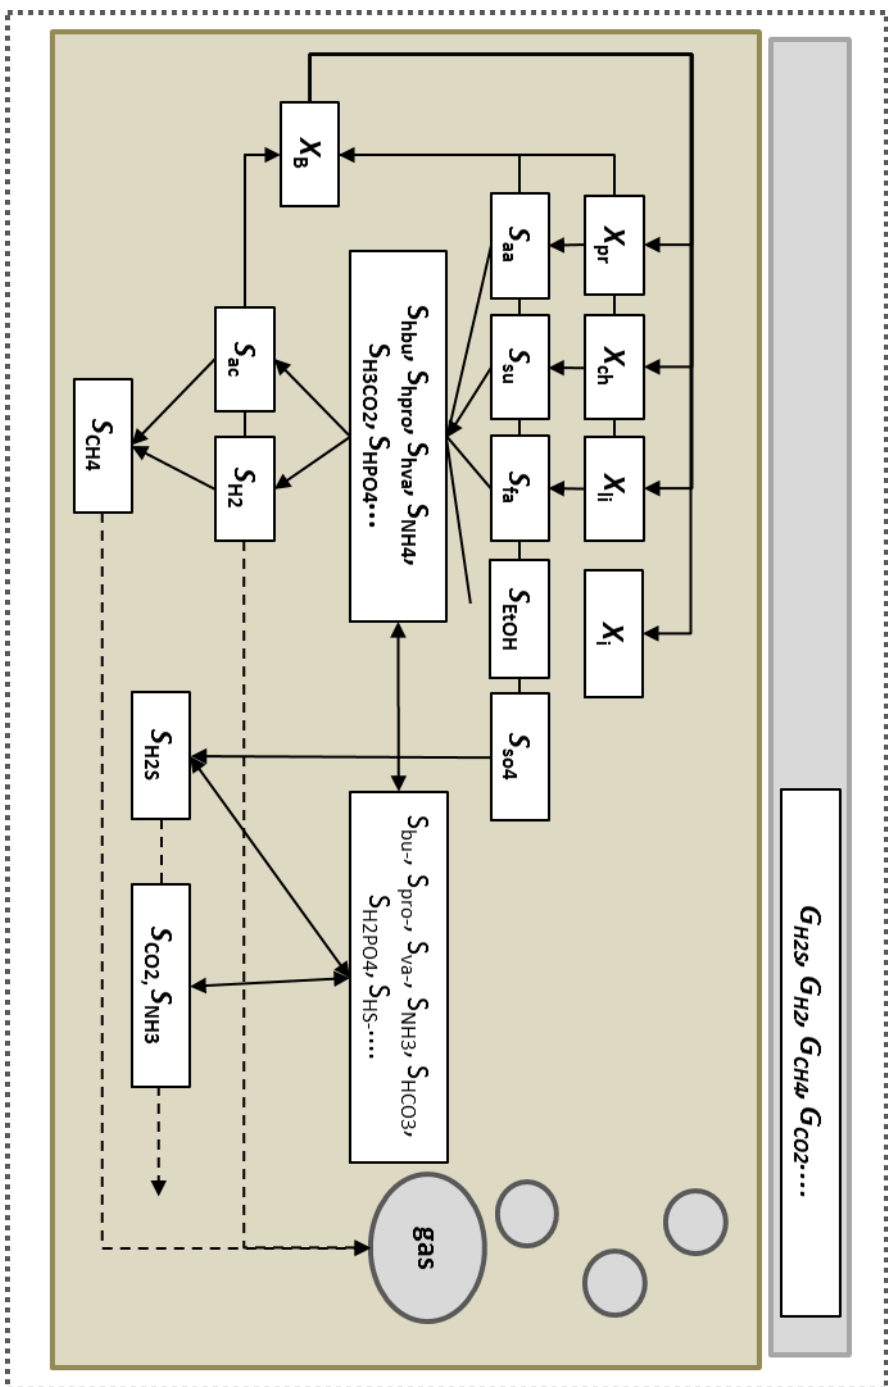 G_H2S, G_H2, G_CH4, G_CO2....
X_pr
X_ch
X_li
X_i
S_aa
S_su
S_fa
S_EtOH
S_so4
X_B
S_hbu, S_hpro, S_hva, S_NH4,
S_H3CO2, S_HPO4...
S_bu-, S_pro-, S_va-, S_NH3, S_HCO3,
S_H2PO4, S_HS-....
gas
S_ac
S_H2
S_H2S
S_CO2, S_NH3
S_CH4